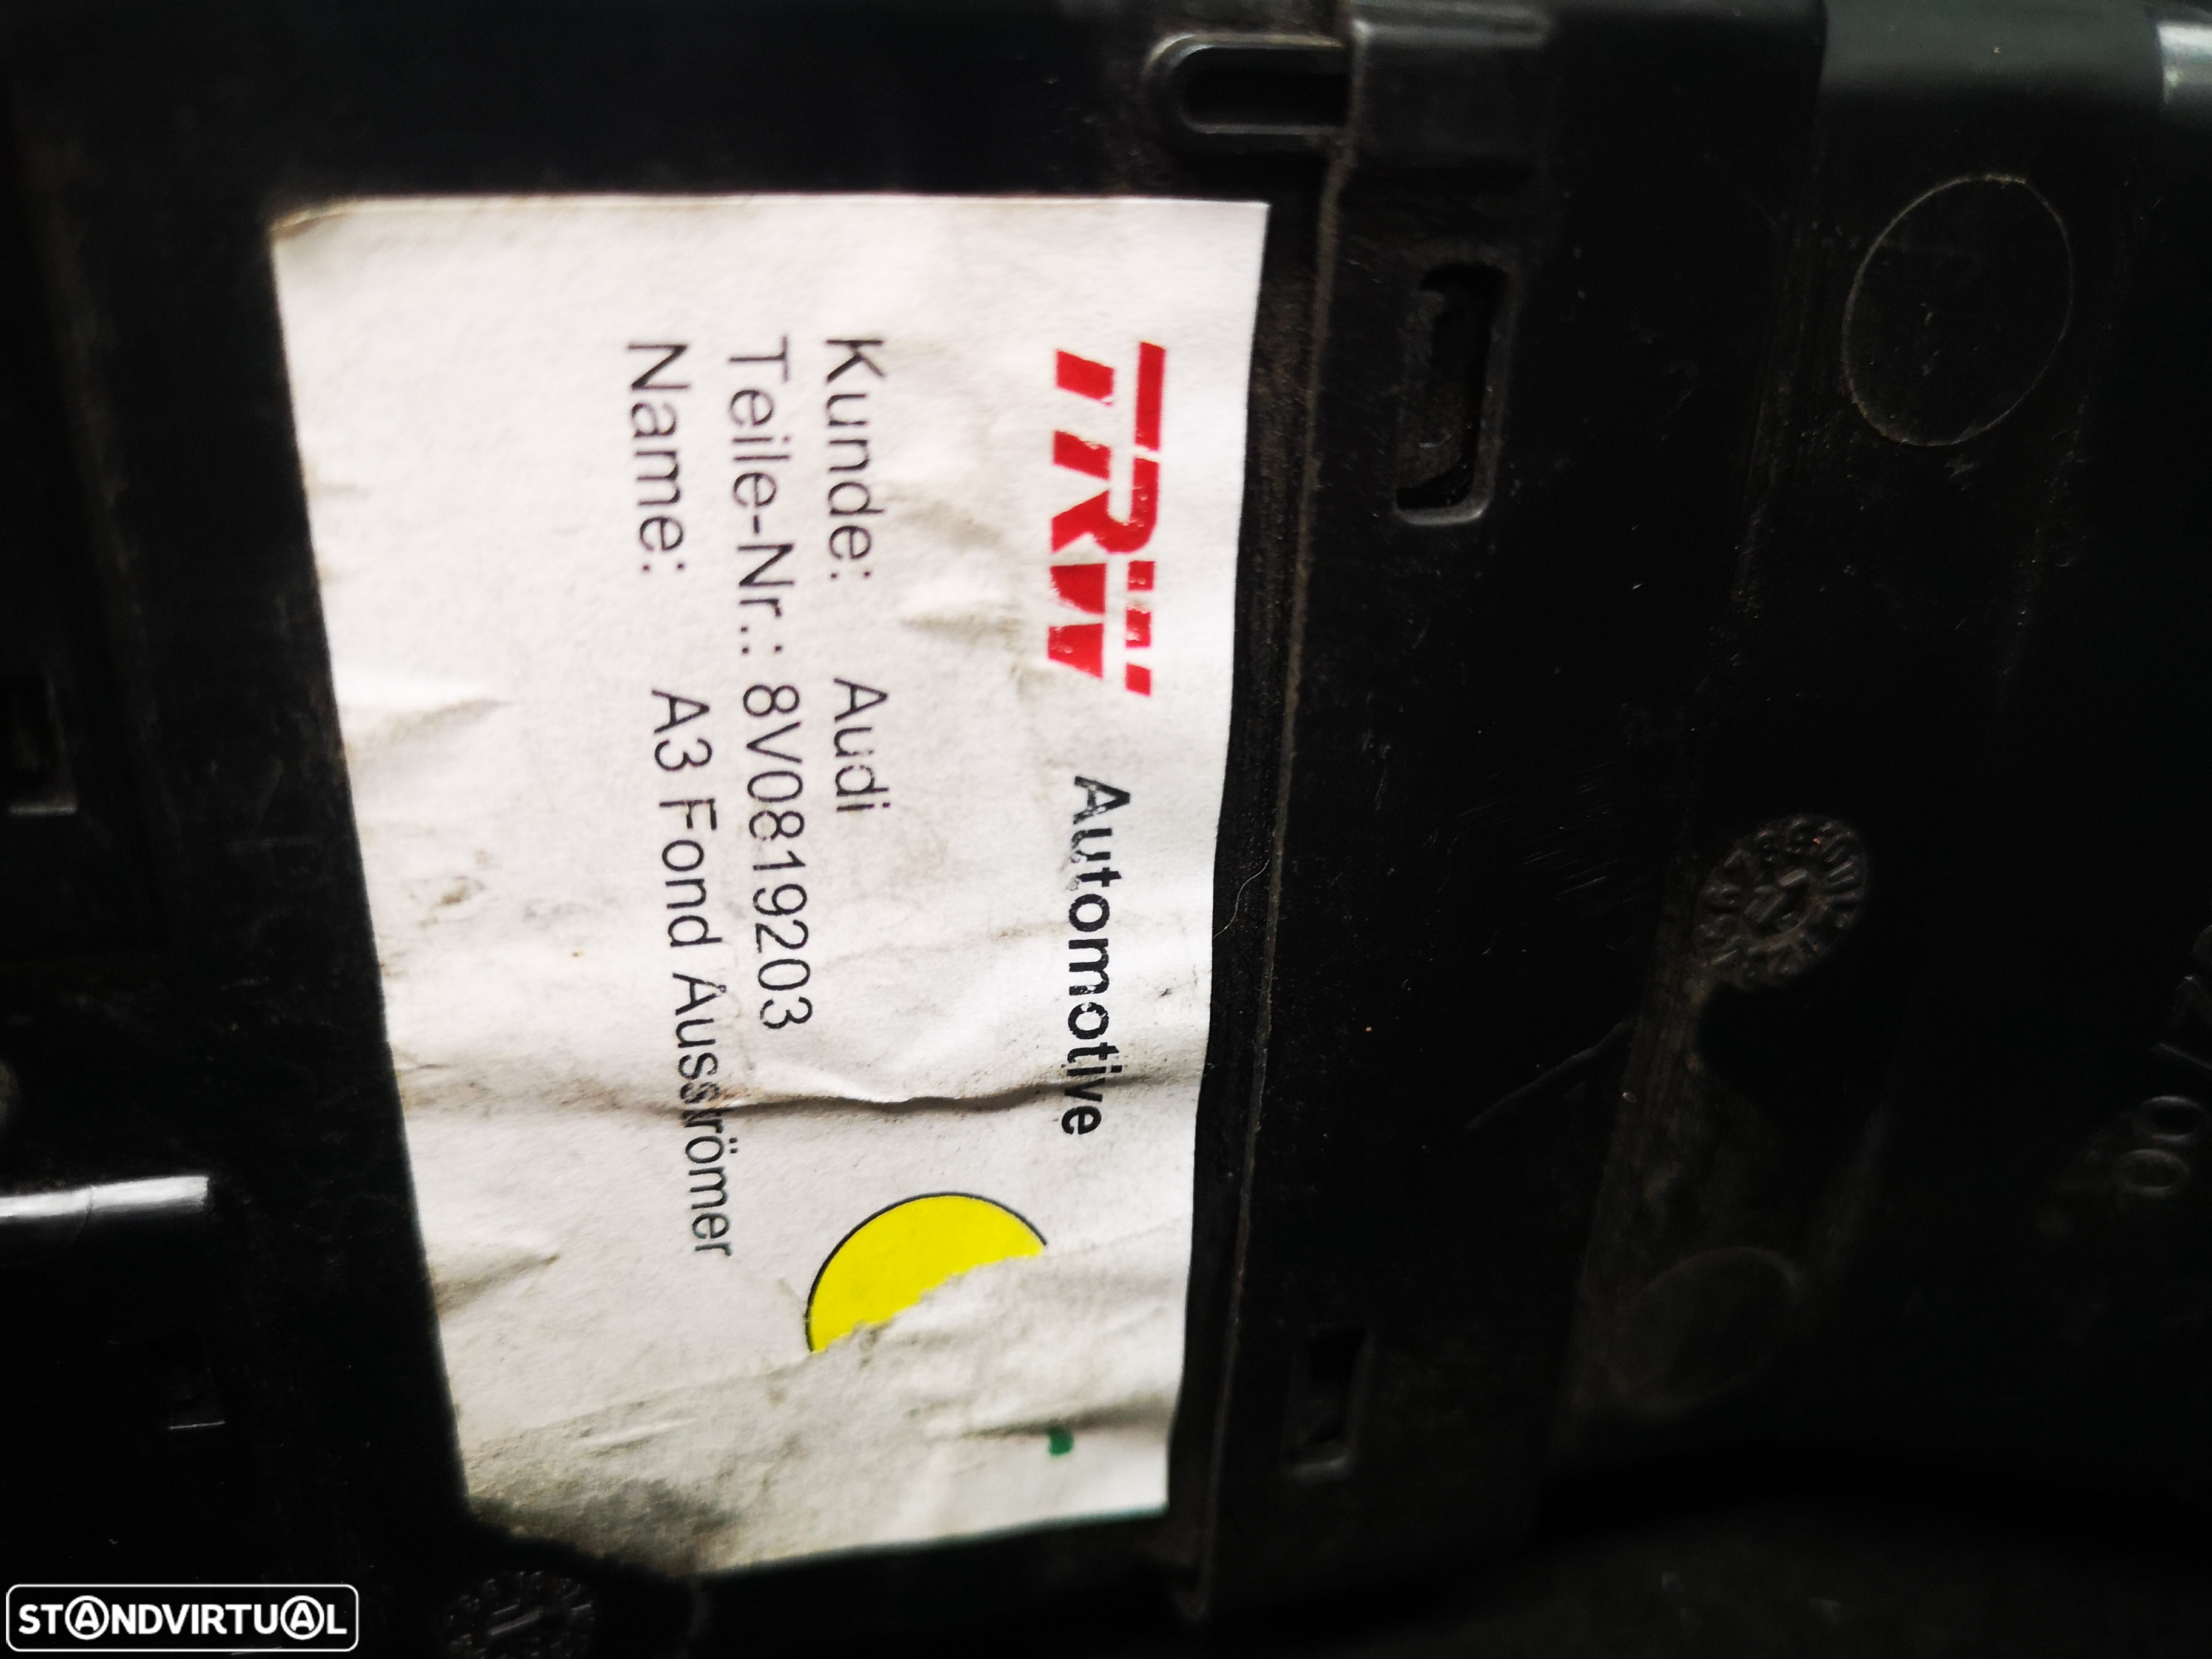 TRW Automotive
Kunde: Audi
Teile-Nr.: 8V0819203
Name: A3 Fond Ausströmer
STANDVIRTUAL